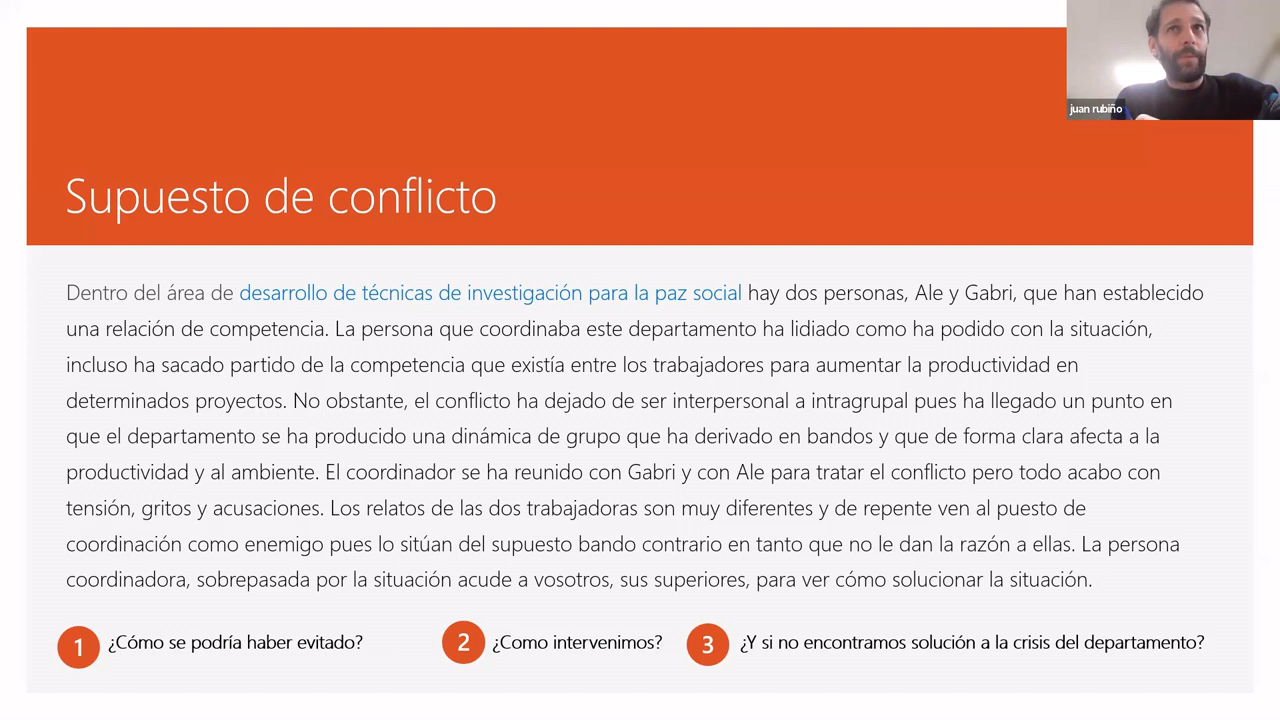 juan rubiño
Supuesto de conflicto
Dentro del área de desarrollo de técnicas de investigación para la paz social hay dos personas, Ale y Gabri, que han establecido
una relación de competencia. La persona que coordinaba este departamento ha lidiado como ha podido con la situación,
incluso ha sacado partido de la competencia que existía entre los trabajadores para aumentar la productividad en
determinados proyectos. No obstante, el conflicto ha dejado de ser interpersonal a intragrupal pues ha llegado un punto en
que el departamento se ha producido una dinámica de grupo que ha derivado en bandos y que de forma clara afecta a la
productividad y al ambiente. El coordinador se ha reunido con Gabri y con Ale para tratar el conflicto pero todo acabo con
tensión, gritos y acusaciones. Los relatos de las dos trabajadoras son muy diferentes y de repente ven al puesto de
coordinación como enemigo pues lo sitúan del supuesto bando contrario en tanto que no le dan la razón a ellas. La persona
coordinadora, sobrepasada por la situación acude a vosotros, sus superiores, para ver cómo solucionar la situación.
1 ¿Cómo se podría haber evitado?
2 ¿Como intervenimos?
3 ¿Y si no encontramos solución a la crisis del departamento?